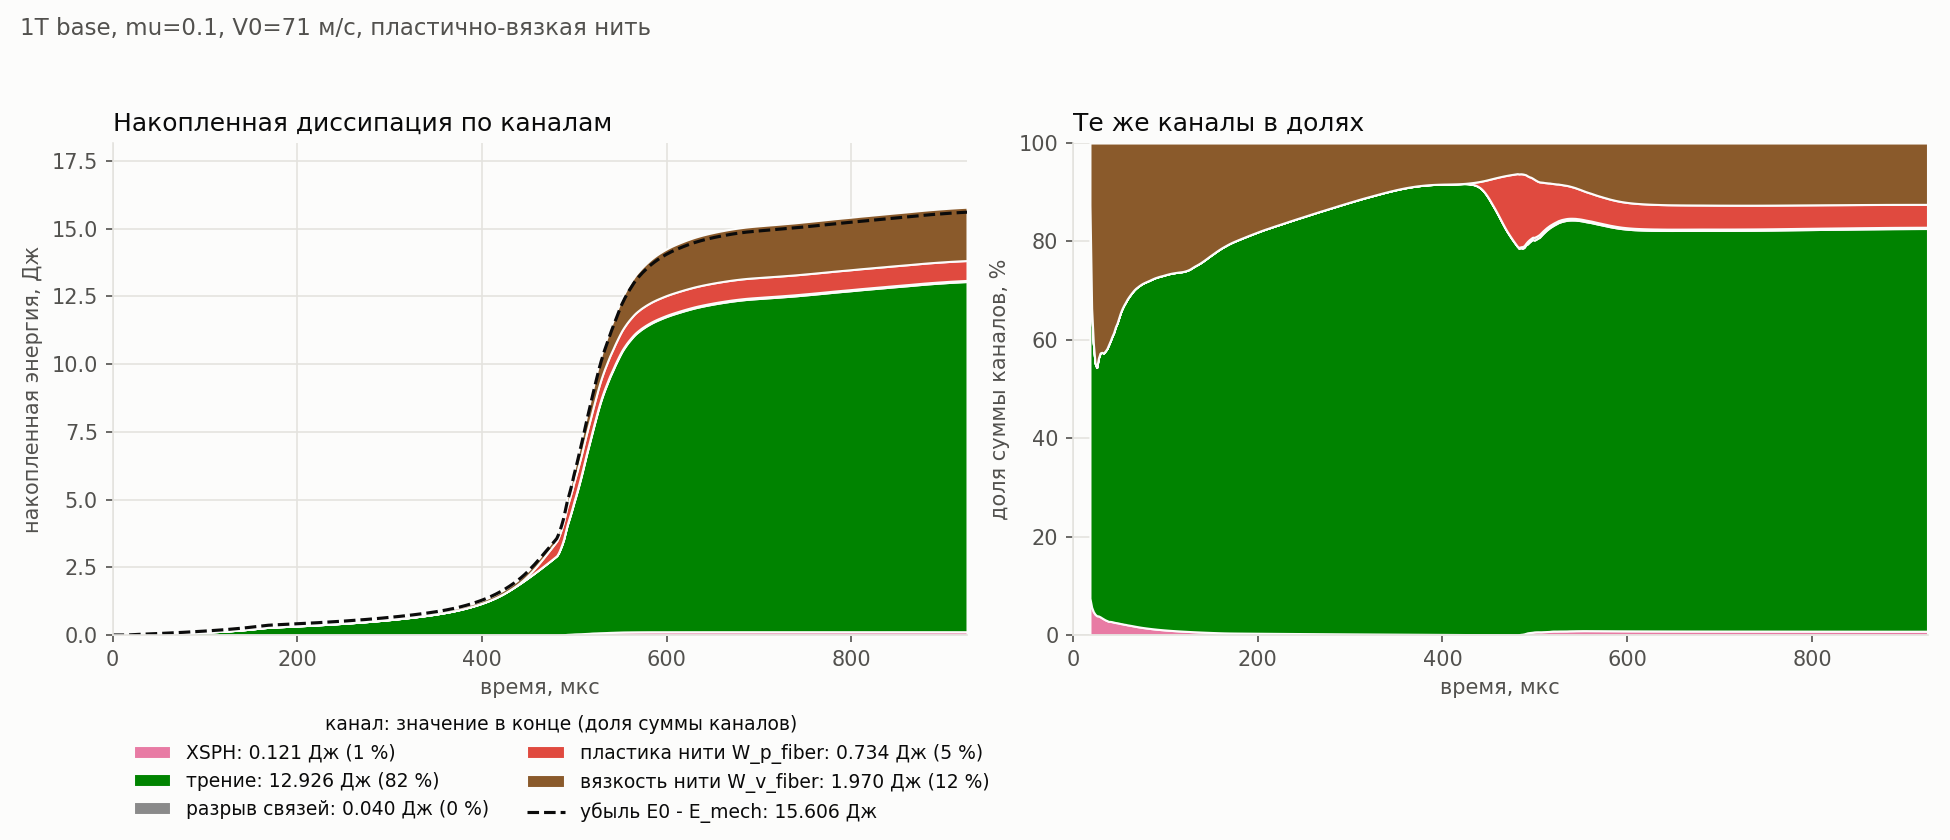 1T base, mu=0.1, V0=71 м/с, пластично-вязкая нить
Накопленная диссипация по каналам
накопленная энергия, Дж
17.5
15.0
12.5
10.0
7.5
5.0
2.5
0.0
0 200 400 600 800
время, мкс
Те же каналы в долях
доля суммы каналов, %
100
80
60
40
20
0
0 200 400 600 800
время, мкс
канал: значение в конце (доля суммы каналов)
XSPH: 0.121 Дж (1 %)
трение: 12.926 Дж (82 %)
разрыв связей: 0.040 Дж (0 %)
пластика нити W_p_fiber: 0.734 Дж (5 %)
вязкость нити W_v_fiber: 1.970 Дж (12 %)
убыль E0 - E_mech: 15.606 Дж